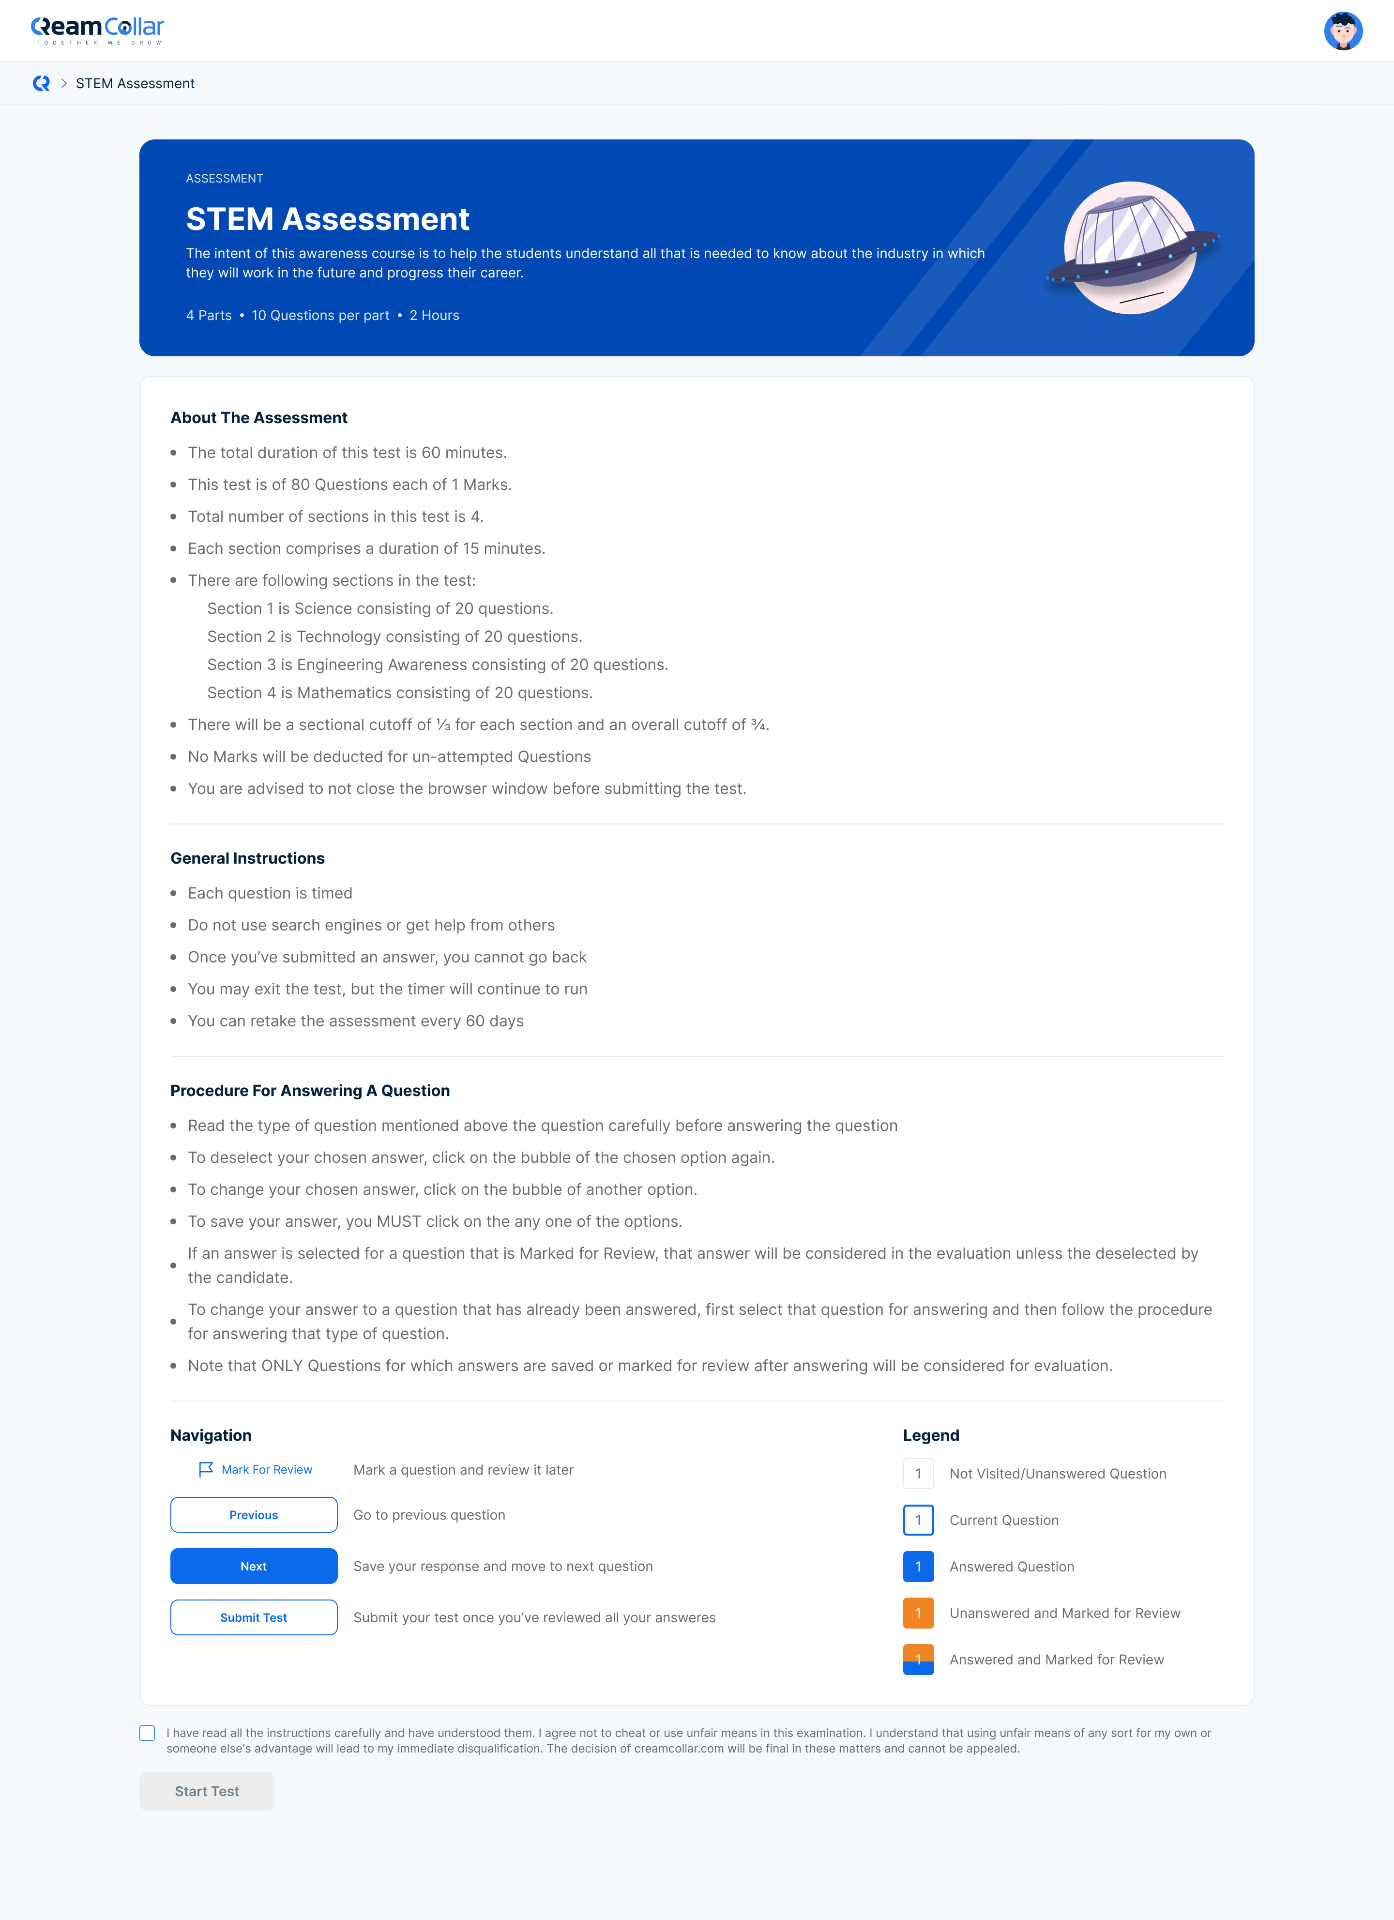 CreamCollar
TOGETHER WE GROW
STEM Assessment
ASSESSMENT
STEM Assessment
The intent of this awareness course is to help the students understand all that is needed to know about the industry in which
they will work in the future and progress their career.
4 Parts • 10 Questions per part • 2 Hours
About The Assessment
• The total duration of this test is 60 minutes.
• This test is of 80 Questions each of 1 Marks.
• Total number of sections in this test is 4.
• Each section comprises a duration of 15 minutes.
• There are following sections in the test:
Section 1 is Science consisting of 20 questions.
Section 2 is Technology consisting of 20 questions.
Section 3 is Engineering Awareness consisting of 20 questions.
Section 4 is Mathematics consisting of 20 questions.
• There will be a sectional cutoff of ⅓ for each section and an overall cutoff of ¾.
• No Marks will be deducted for un-attempted Questions
• You are advised to not close the browser window before submitting the test.
General Instructions
• Each question is timed
• Do not use search engines or get help from others
• Once you’ve submitted an answer, you cannot go back
• You may exit the test, but the timer will continue to run
• You can retake the assessment every 60 days
Procedure For Answering A Question
• Read the type of question mentioned above the question carefully before answering the question
• To deselect your chosen answer, click on the bubble of the chosen option again.
• To change your chosen answer, click on the bubble of another option.
• To save your answer, you MUST click on the any one of the options.
• If an answer is selected for a question that is Marked for Review, that answer will be considered in the evaluation unless the deselected by
the candidate.
• To change your answer to a question that has already been answered, first select that question for answering and then follow the procedure
for answering that type of question.
• Note that ONLY Questions for which answers are saved or marked for review after answering will be considered for evaluation.
Navigation
Mark For Review Mark a question and review it later
Previous Go to previous question
Next Save your response and move to next question
Submit Test Submit your test once you’ve reviewed all your answeres
Legend
1 Not Visited/Unanswered Question
1 Current Question
1 Answered Question
1 Unanswered and Marked for Review
1 Answered and Marked for Review
I have read all the instructions carefully and have understood them. I agree not to cheat or use unfair means in this examination. I understand that using unfair means of any sort for my own or
someone else's advantage will lead to my immediate disqualification. The decision of creamcollar.com will be final in these matters and cannot be appealed.
Start Test